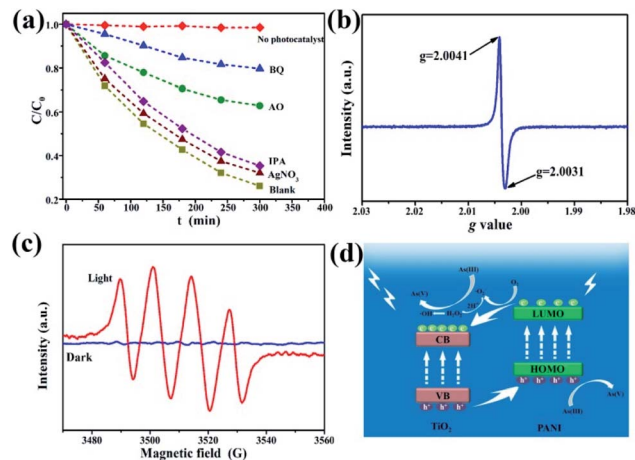 (a)
1.0
0.8
0.6
0.4
0.2
0.0
C/C0
0 50 100 150 200 250 300 350 400
t (min)
No photocatalyst
BQ
AO
IPA
AgNO3
Blank
(b)
Intensity (a.u.)
g=2.0041
g=2.0031
2.03 2.01 2.00 1.99 1.98
g value
(c)
Intensity (a.u.)
Light
Dark
3480 3500 3520 3540 3560
Magnetic field (G)
(d)
As(III)
As(V)
·O2
O2
·OH
H2O2
2H+
LUMO
CB
HOMO
h+ h+ h+ h+
VB
h+ h+ h+ h+
As(V)
As(III)
TiO2
PANI